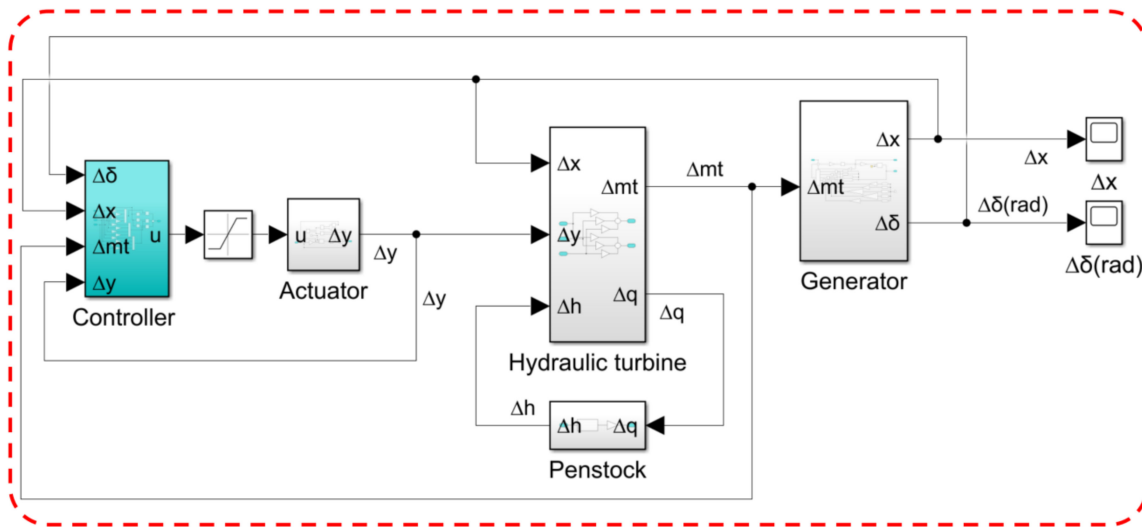 Δδ
Δx
Δmt
Δy
u
Controller
u
Δy
Actuator
Δy
Δy
Δx
Δy
Δh
Δmt
Δq
Hydraulic turbine
Δmt
Δq
Δh
Δh
Δq
Penstock
Δmt
Δx
Δδ
Generator
Δx
Δx
Δδ(rad)
Δδ(rad)